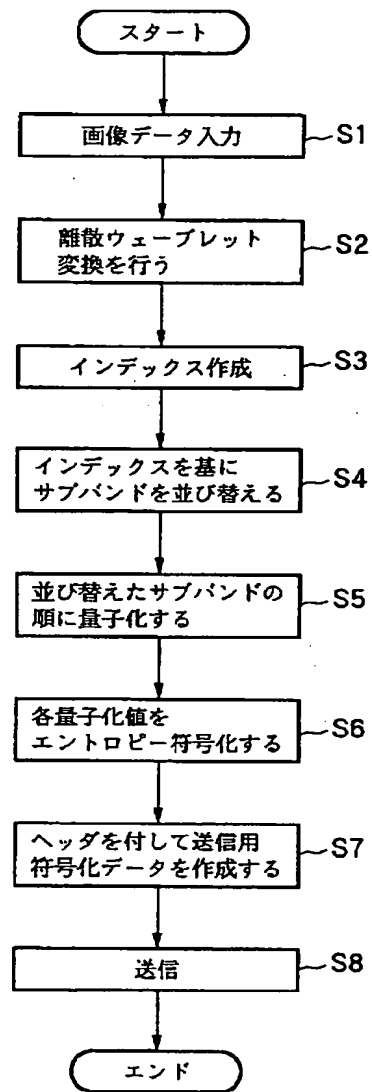 スタート
画像データ入力
S1
離散ウェーブレット
変換を行う
S2
インデックス作成
S3
インデックスを基に
サブバンドを並び替える
S4
並び替えたサブバンドの
順に量子化する
S5
各量子化値を
エントロピー符号化する
S6
ヘッダを付して送信用
符号化データを作成する
S7
送信
S8
エンド